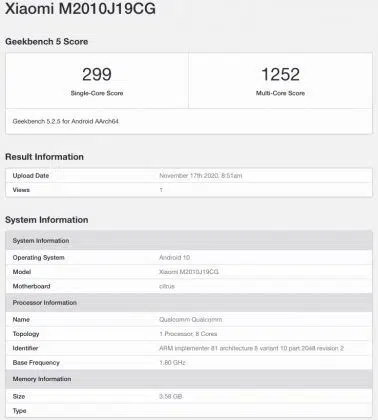 Xiaomi M2010J19CG
Geekbench 5 Score
299 1252
Single-Core Score Multi-Core Score
Geekbench 5.2.5 for Android AArch64
Result Information
Upload Date November 17th 2020, 8:51am
Views 1
System Information
System Information
Operating System Android 10
Model Xiaomi M2010J19CG
Motherboard citrus
Processor Information
Name Qualcomm Qualcomm
Topology 1 Processor, 8 Cores
Identifier ARM implementer 81 architecture 8 variant 10 part 2048 revision 2
Base Frequency 1.80 GHz
Memory Information
Size 3.58 GB
Type